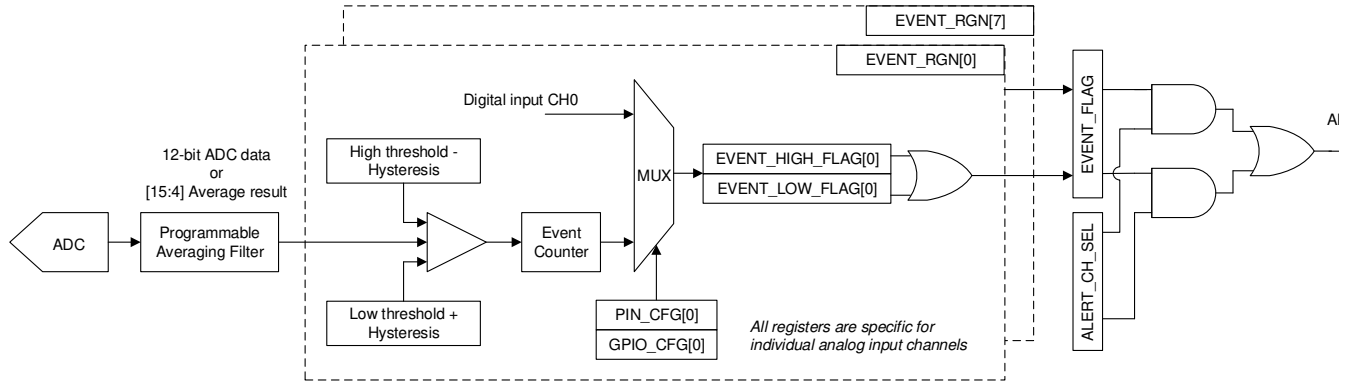 EVENT_RGN[7]
EVENT_RGN[0]
Digital input CH0
12-bit ADC data
or
[15:4] Average result
High threshold -
Hysteresis
MUX
EVENT_HIGH_FLAG[0]
EVENT_LOW_FLAG[0]
EVENT_FLAG
ADC
Programmable
Averaging Filter
Event
Counter
Low threshold +
Hysteresis
PIN_CFG[0]
GPIO_CFG[0]
All registers are specific for
individual analog input channels
ALERT_CH_SEL